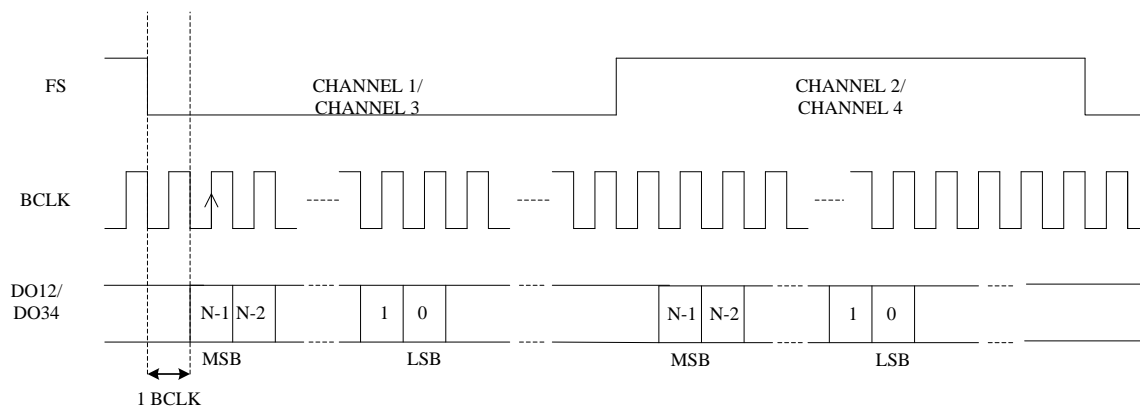 FS
CHANNEL 1/
CHANNEL 3
CHANNEL 2/
CHANNEL 4
BCLK
DO12/
DO34
N-1 N-2 1 0 N-1 N-2 1 0
MSB LSB MSB LSB
1 BCLK